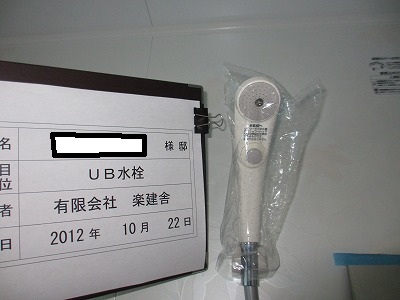 名 様 邸
目
位 UB水栓
者 有限会社 楽建舎
日 2012 年 10 月 22 日